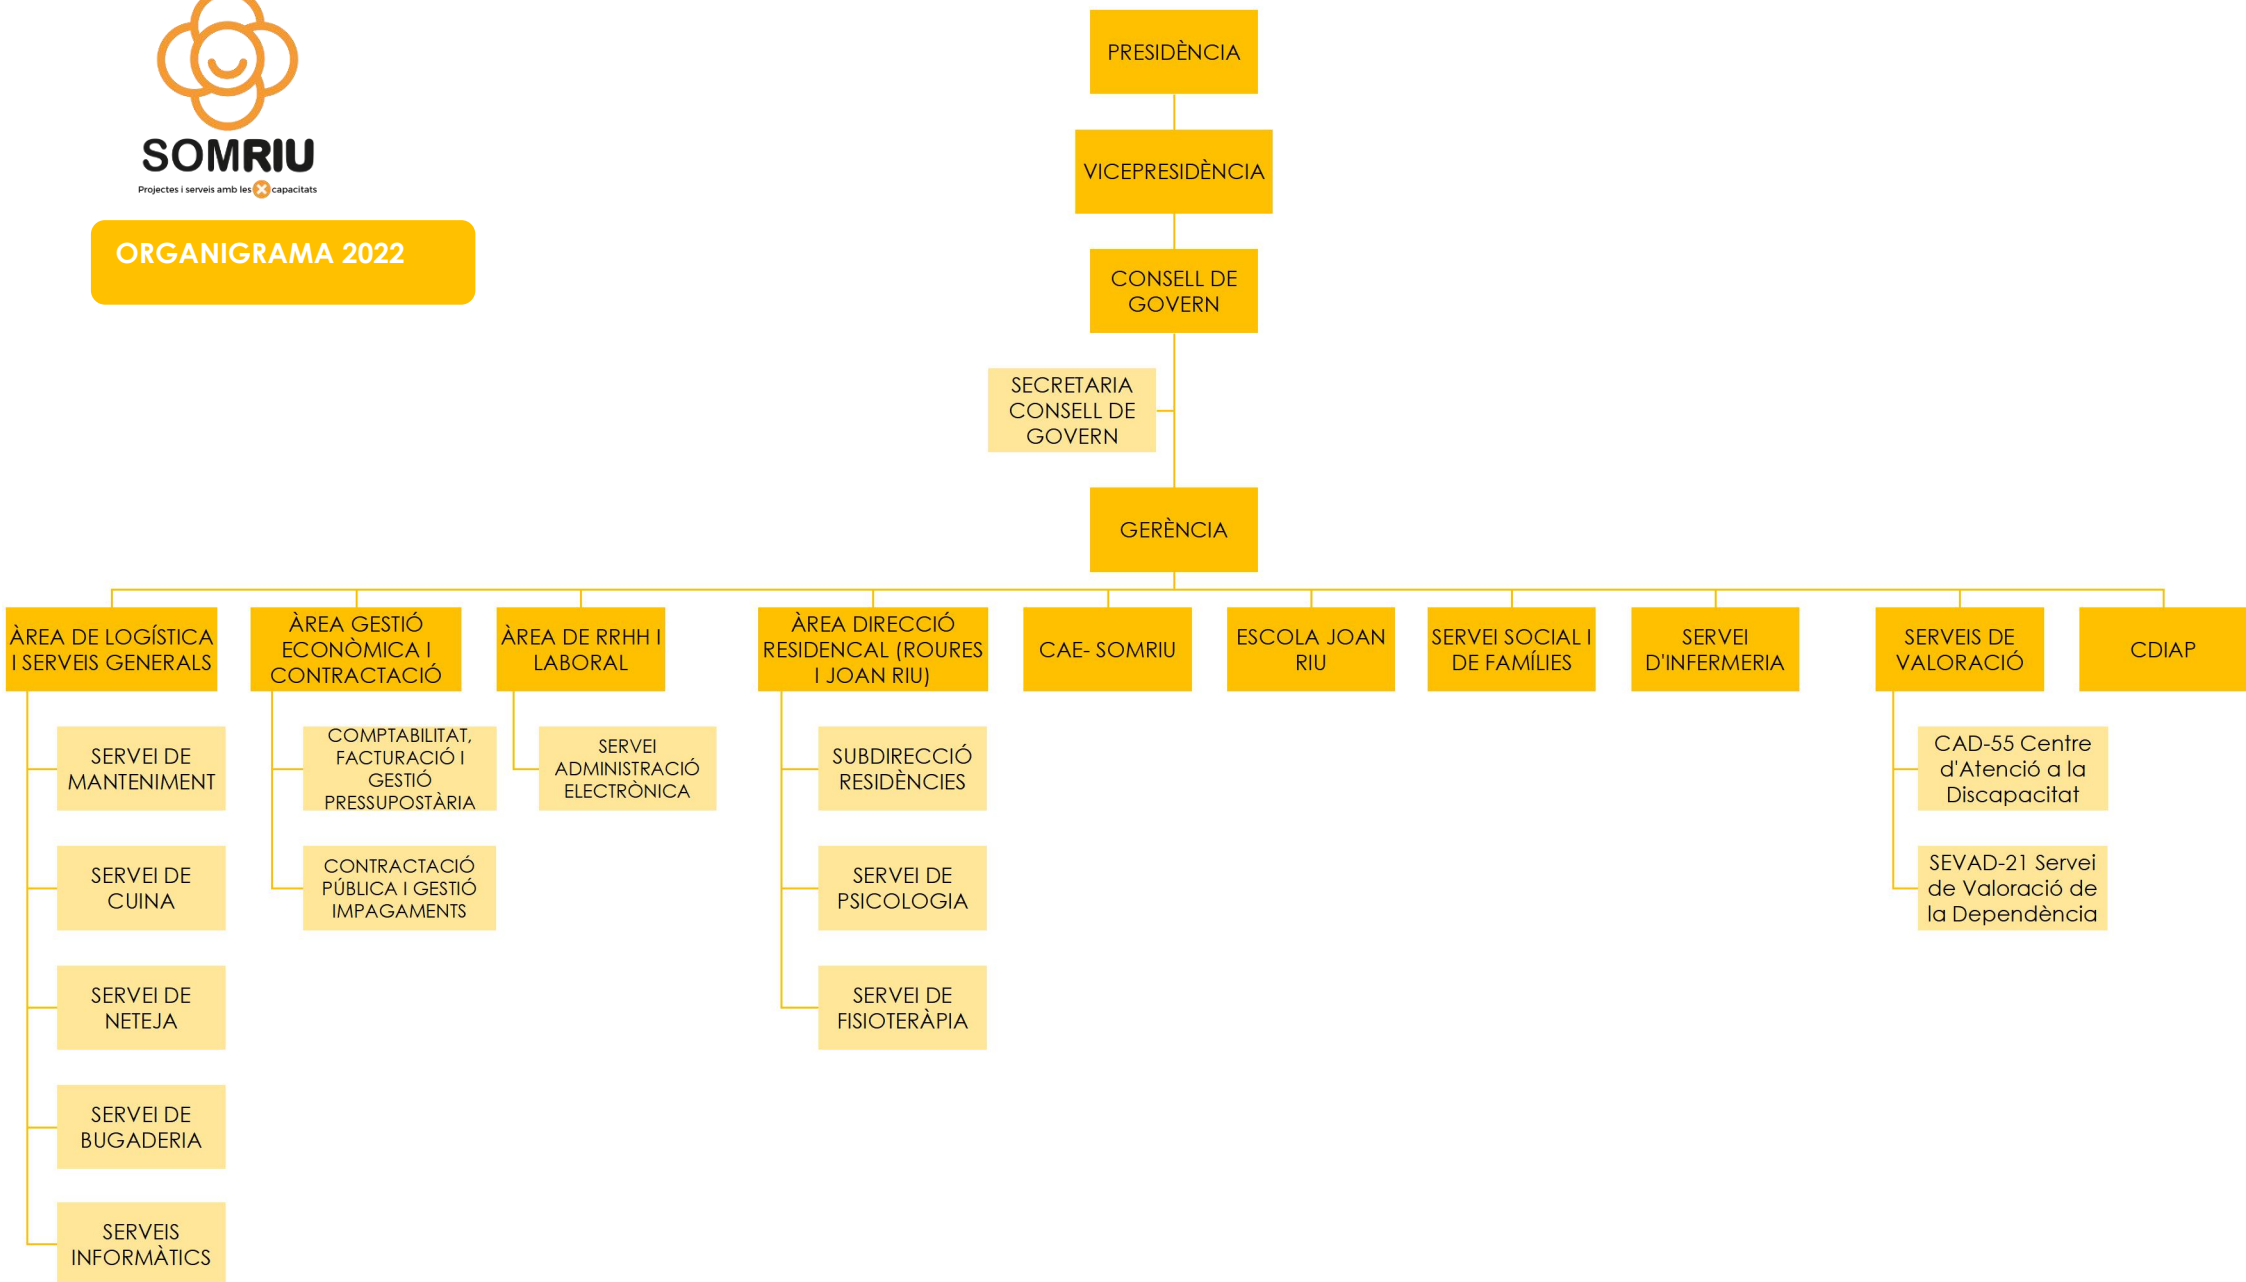 SOMRIU
Projectes i serveis amb les X capacitats
ORGANIGRAMA 2022
PRESIDÈNCIA
VICEPRESIDÈNCIA
CONSELL DE
GOVERN
SECRETARIA
CONSELL DE
GOVERN
GERÈNCIA
ÀREA DE LOGÍSTICA
I SERVEIS GENERALS
SERVEI DE
MANTENIMENT
SERVEI DE
CUINA
SERVEI DE
NETEJA
SERVEI DE
BUGADERIA
SERVEIS
INFORMÀTICS
ÀREA GESTIÓ
ECONÒMICA I
CONTRACTACIÓ
COMPTABILITAT,
FACTURACIÓ I
GESTIÓ
PRESSUPOSTÀRIA
CONTRACTACIÓ
PÚBLICA I GESTIÓ
IMPAGAMENTS
ÀREA DE RRHH I
LABORAL
SERVEI
ADMINISTRACIÓ
ELECTRÒNICA
ÀREA DIRECCIÓ
RESIDENCAL (ROURES
I JOAN RIU)
SUBDIRECCIÓ
RESIDÈNCIES
SERVEI DE
PSICOLOGIA
SERVEI DE
FISIOTERÀPIA
CAE- SOMRIU
ESCOLA JOAN
RIU
SERVEI SOCIAL I
DE FAMÍLIES
SERVEI
D'INFERMERIA
SERVEIS DE
VALORACIÓ
CAD-55 Centre
d'Atenció a la
Discapacitat
SEVAD-21 Servei
de Valoració de
la Dependència
CDIAP